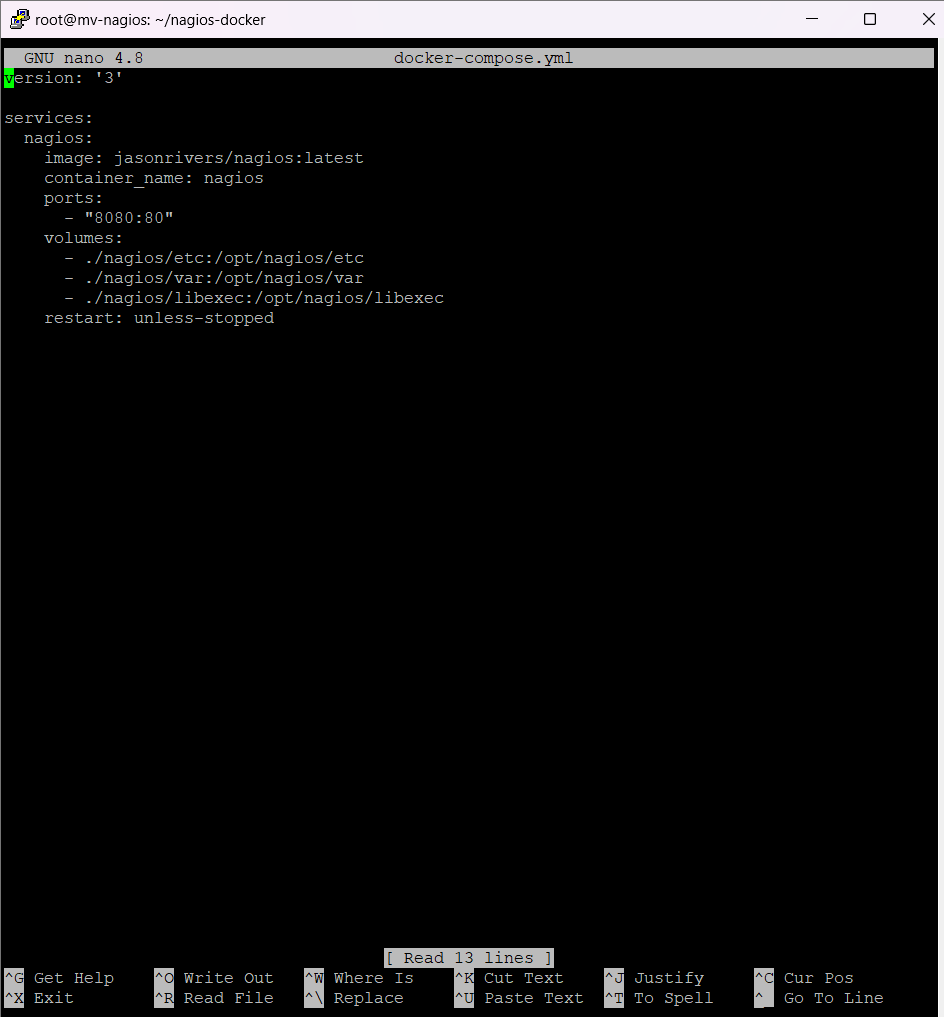 root@mv-nagios: ~/nagios-docker
GNU nano 4.8 docker-compose.yml
version: '3'
services:
  nagios:
    image: jasonrivers/nagios:latest
    container_name: nagios
    ports:
      - "8080:80"
    volumes:
      - ./nagios/etc:/opt/nagios/etc
      - ./nagios/var:/opt/nagios/var
      - ./nagios/libexec:/opt/nagios/libexec
    restart: unless-stopped
[ Read 13 lines ]
^G Get Help ^O Write Out ^W Where Is ^K Cut Text ^J Justify ^C Cur Pos
^X Exit ^R Read File ^\ Replace ^U Paste Text ^T To Spell ^_ Go To Line